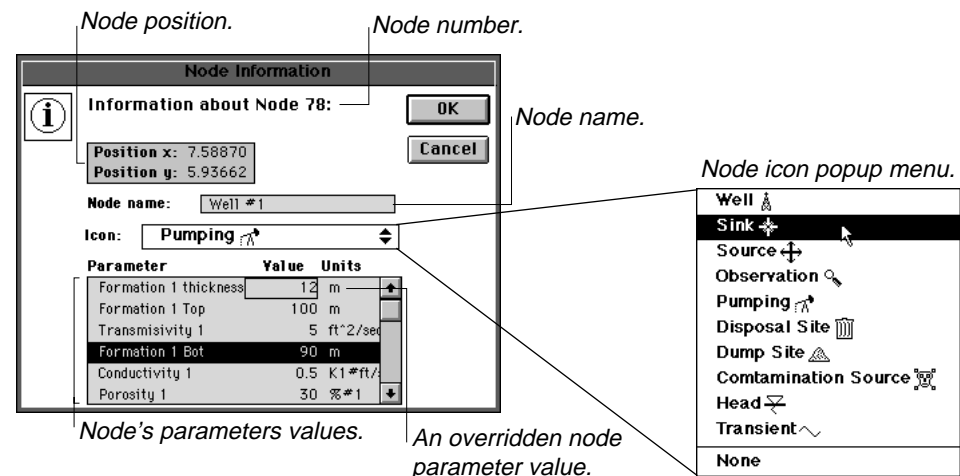 Node position.
Node number.
Node Information
Information about Node 78:
OK
Node name.
Cancel
Position x: 7.58870
Position y: 5.93662
Node icon popup menu.
Node name: Well #1
Icon: Pumping
Parameter Value Units
Formation 1 thickness 12 m
Formation 1 Top 100 m
Transmisivity 1 5 ft^2/sec
Formation 1 Bot 90 m
Conductivity 1 0.5 K1#ft/
Porosity 1 30 %#1
Well
Sink
Source
Observation
Pumping
Disposal Site
Dump Site
Comtamination Source
Head
Transient
None
Node's parameters values.
An overridden node
parameter value.